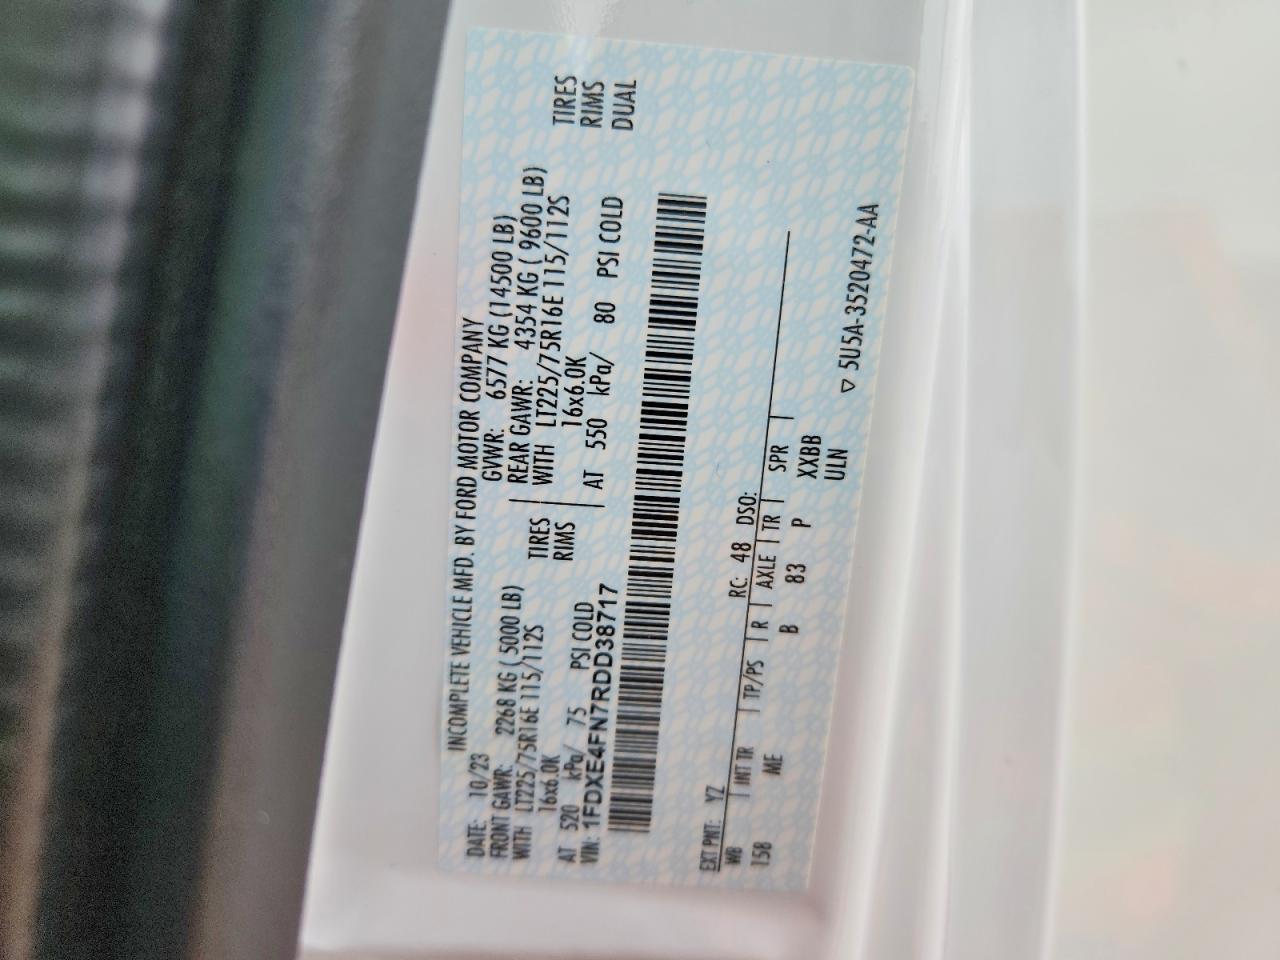 INCOMPLETE VEHICLE MFD. BY FORD MOTOR COMPANY
DATE: 10/23 GVWR: 6577 KG (14500 LB)
FRONT GAWR: 2268 KG ( 5000 LB) REAR GAWR: 4354 KG ( 9600 LB)
WITH LT225/75R16E 115/112S TIRES WITH LT225/75R16E 115/112S TIRES
16x6.0K RIMS 16x6.0K RIMS
AT 520 kPa/ 75 PSI COLD AT 550 kPa/ 80 PSI COLD DUAL
VIN: 1FDXE4FN7RDD38717
EXT PNT: YZ RC: 48 DSO:
WB INT TR TP/PS R AXLE TR SPR
158 ME B 83 P XXBB
ULN
▽ 5U5A-3520472-AA